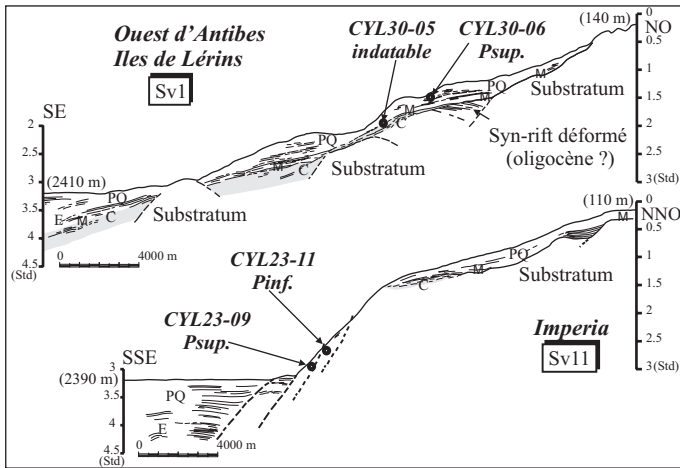 Ouest d'Antibes
Iles de Lérins
Sv1
CYL30-05
indatable
CYL30-06
Psup.
(140 m)
NO
0
0.5
1
1.5
2
2.5
3 (Std)
SE
2
2.5
3
3.5
4
4.5
(Std)
(2410 m)
0
4000 m
PQ
E
M
C
PQ
M
C
M
C
PQ
M
M
Substratum
Substratum
Substratum
Syn-rift déformé
(oligocène ?)
(110 m)
NNO
0
0.5
1
1.5
2
2.5
3 (Std)
M
PQ
M
C
Substratum
CYL23-11
Pinf.
CYL23-09
Psup.
Imperia
Sv11
SSE
(2390 m)
3
3.5
4
4.5
(Std)
PQ
E
0
4000 m